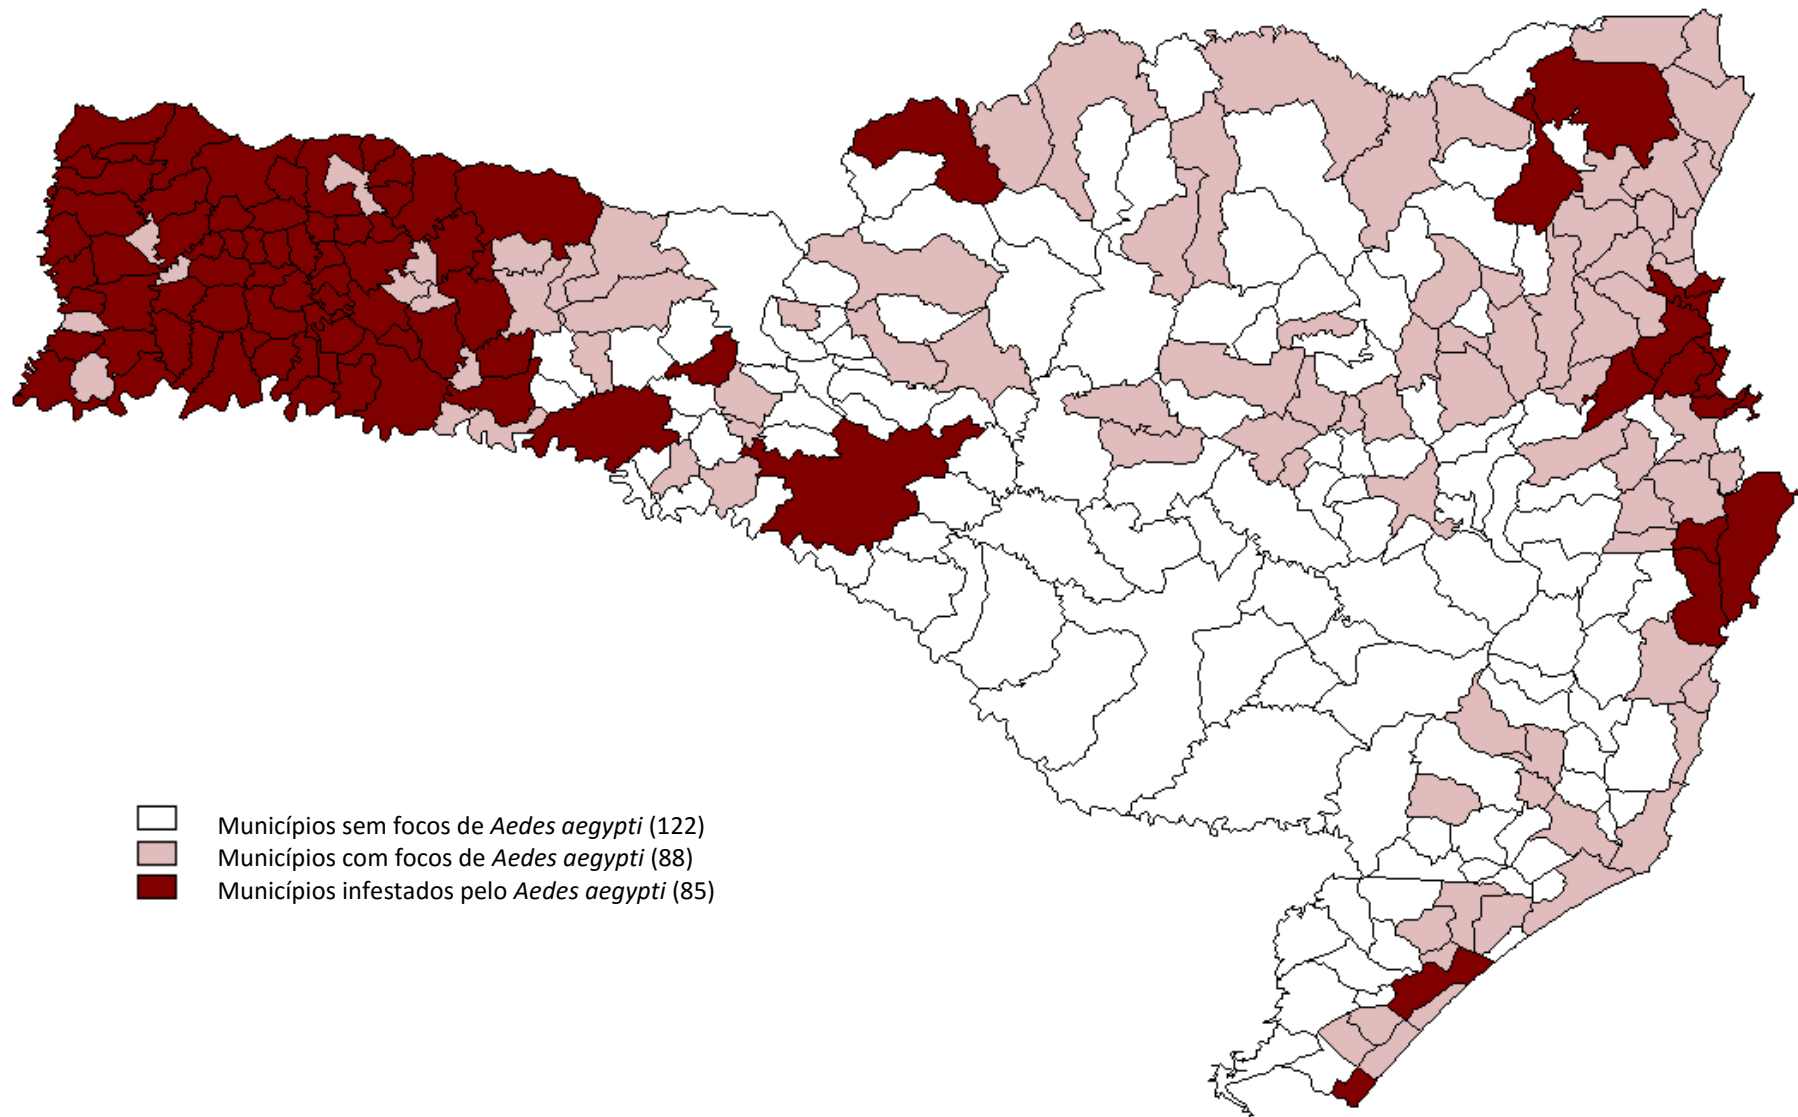 Municípios sem focos de Aedes aegypti (122)
Municípios com focos de Aedes aegypti (88)
Municípios infestados pelo Aedes aegypti (85)